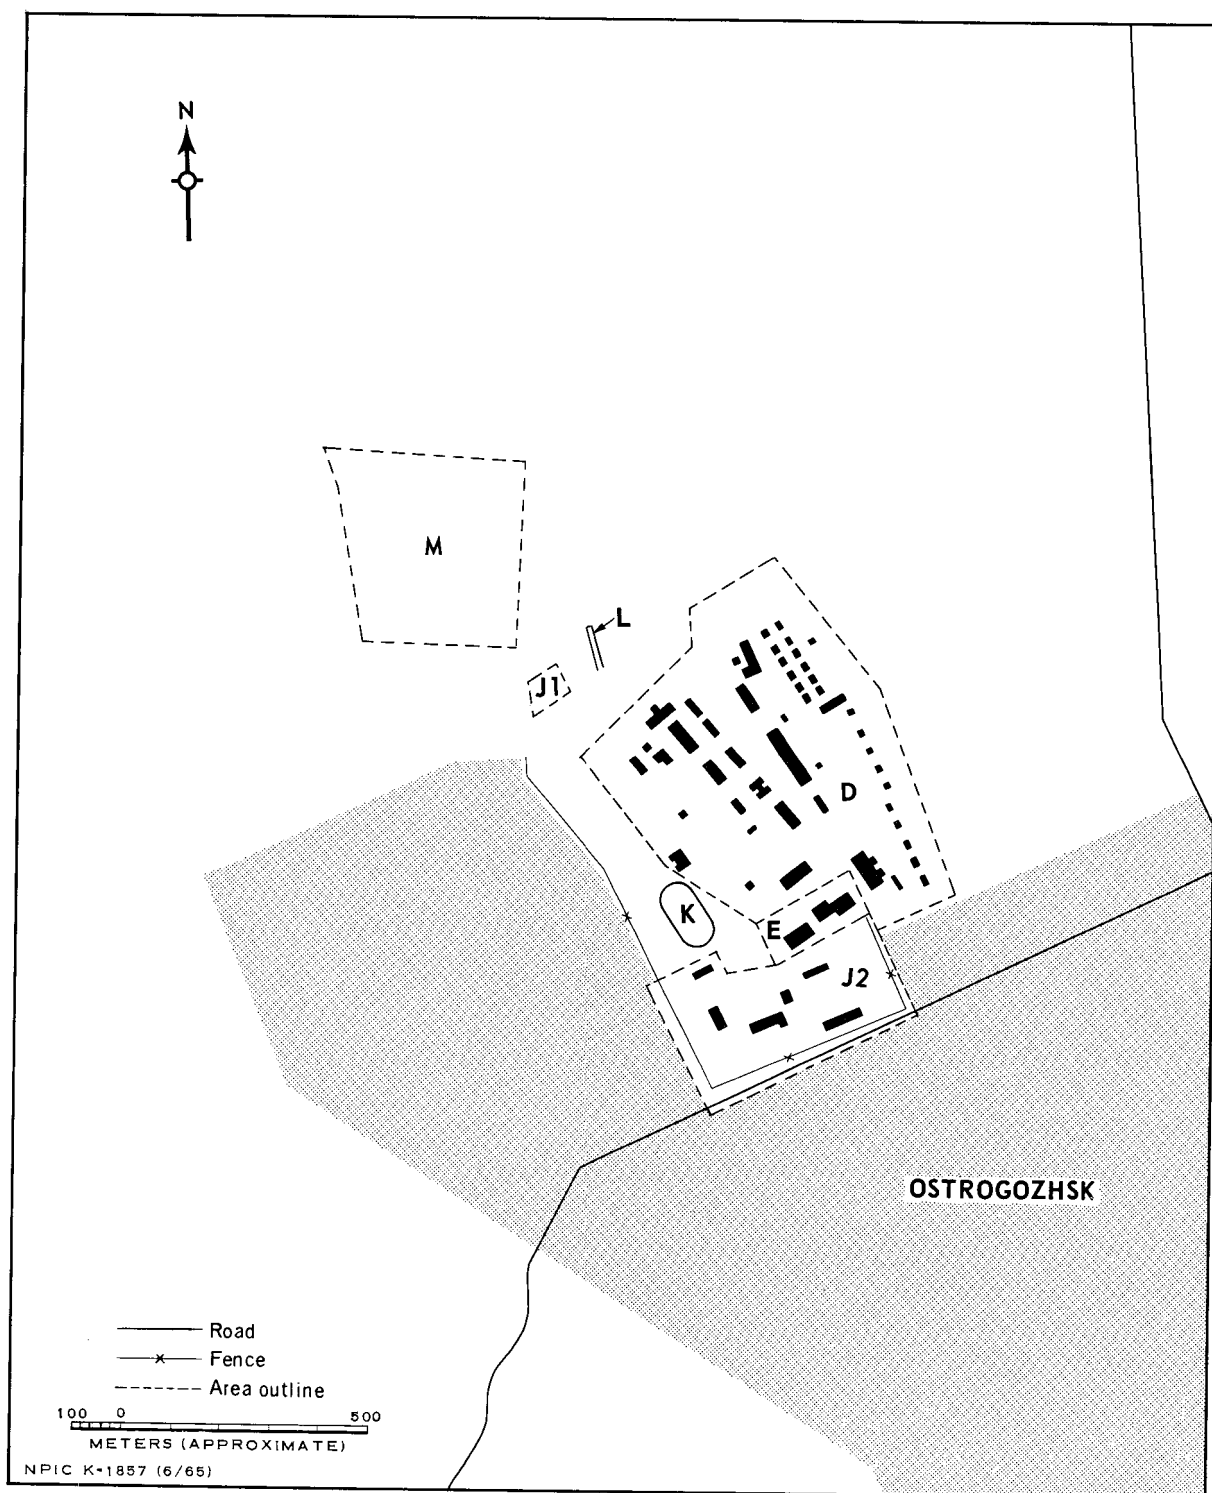 N
M
L
J1
D
K
E
J2
OSTROGOZHSK
Road
Fence
Area outline
100 0 500
METERS (APPROXIMATE)
NPIC K-1857 (6/65)